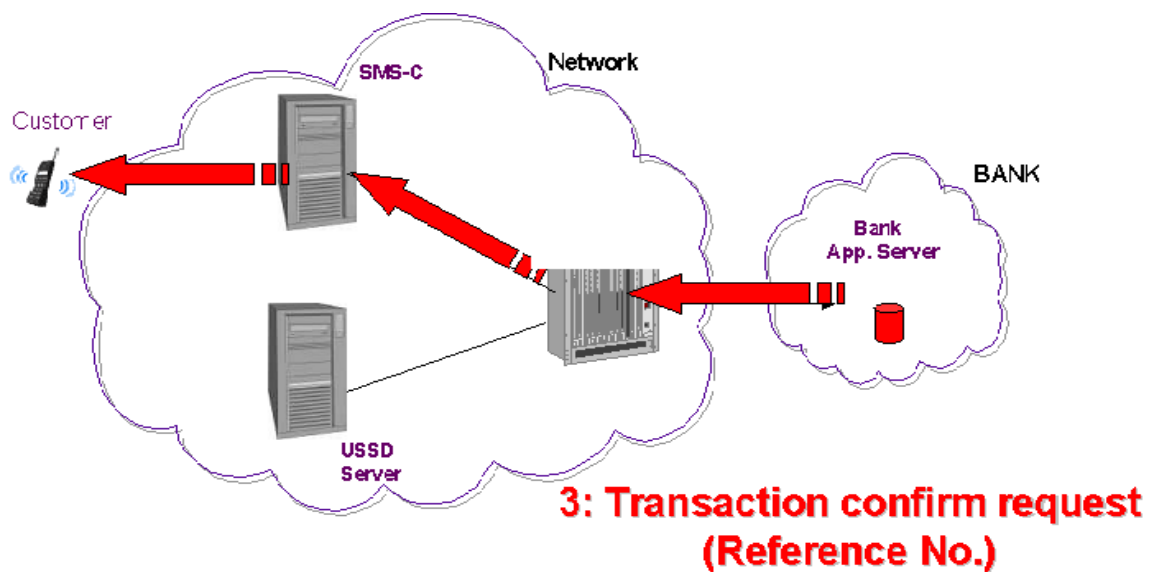 Network
SMS-C
Customer
BANK
Bank
App. Server
USSD
Server
3: Transaction confirm request
(Reference No.)